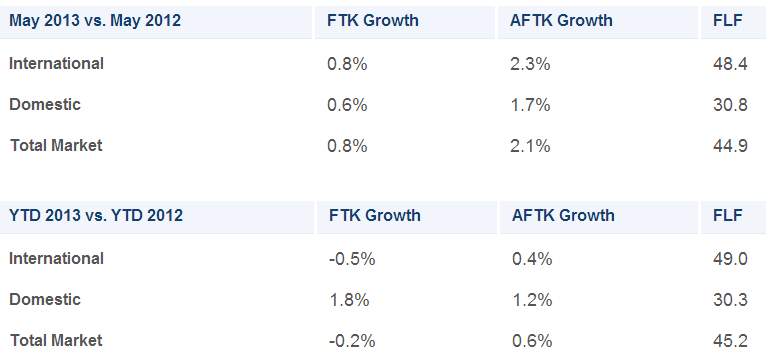 May 2013 vs. May 2012 FTK Growth AFTK Growth FLF
International 0.8% 2.3% 48.4
Domestic 0.6% 1.7% 30.8
Total Market 0.8% 2.1% 44.9
YTD 2013 vs. YTD 2012 FTK Growth AFTK Growth FLF
International -0.5% 0.4% 49.0
Domestic 1.8% 1.2% 30.3
Total Market -0.2% 0.6% 45.2